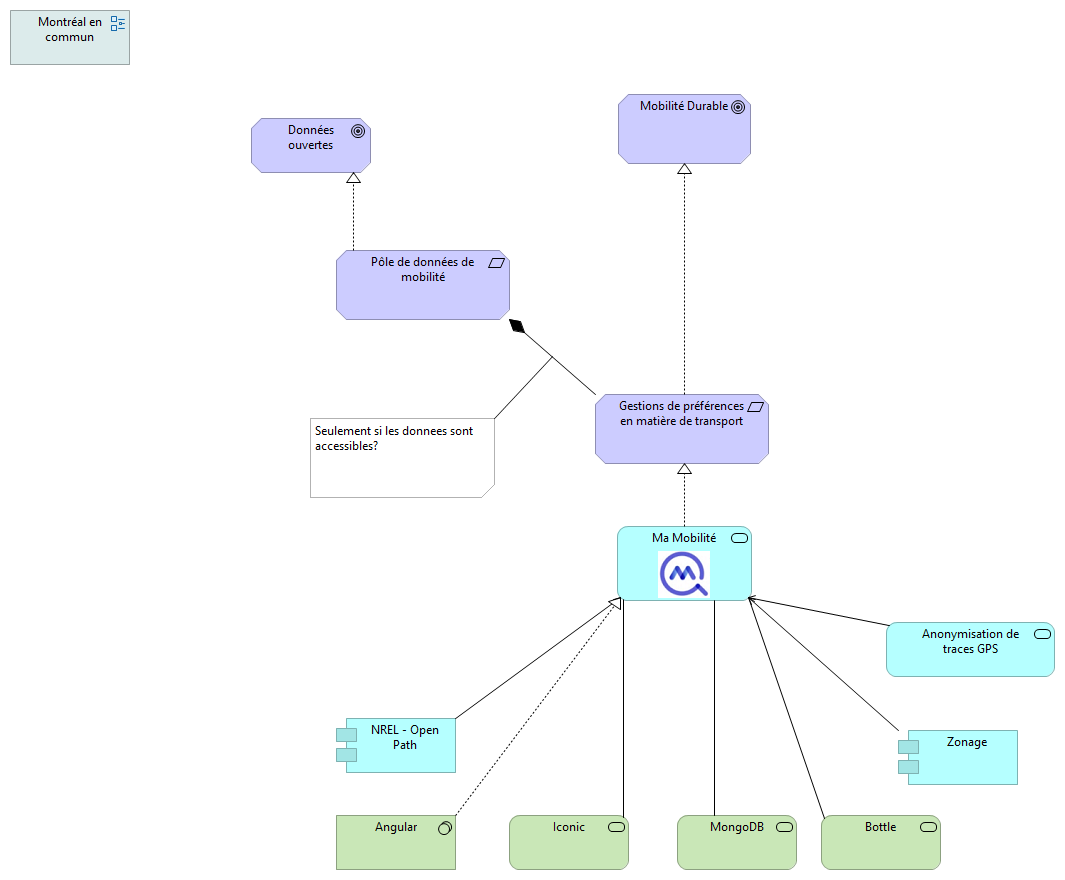 Montréal en
commun
Mobilité Durable
Données
ouvertes
Pôle de données de
mobilité
Gestions de préférences
en matière de transport
Seulement si les donnees sont
accessibles?
Ma Mobilité
Anonymisation de
traces GPS
NREL - Open
Path
Zonage
Angular
Iconic
MongoDB
Bottle